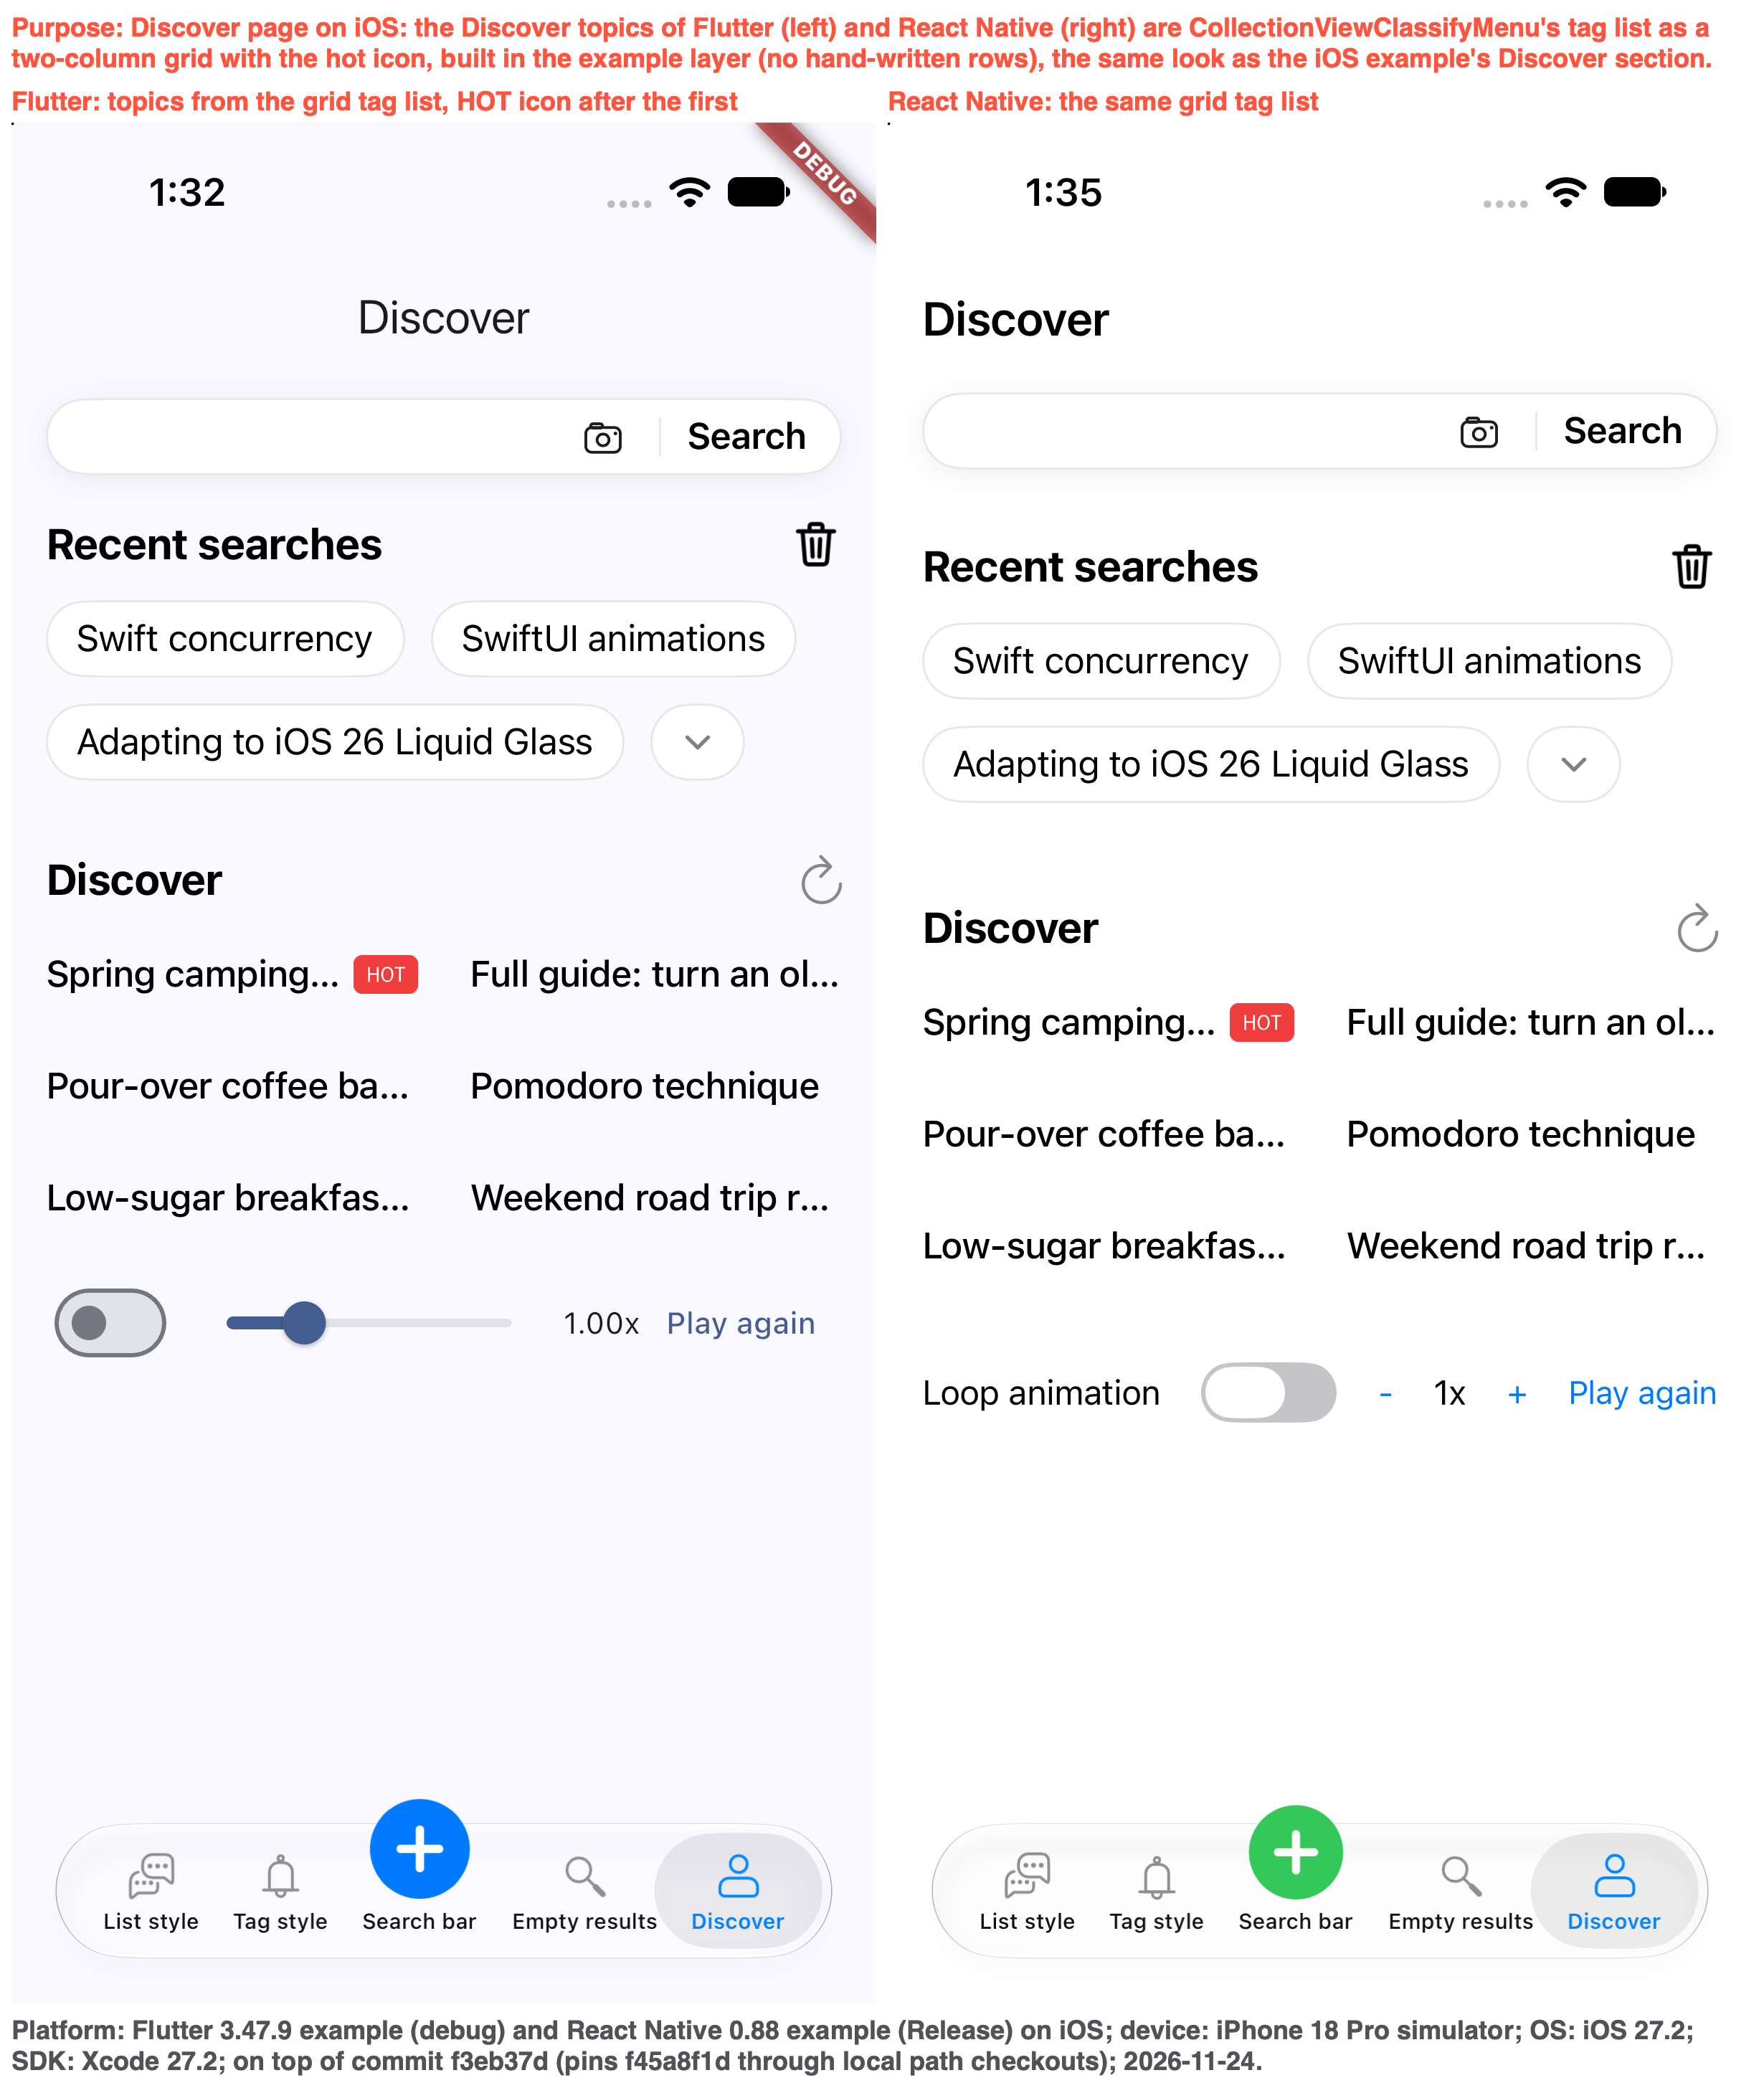 Purpose: Discover page on iOS: the Discover topics of Flutter (left) and React Native (right) are CollectionViewClassifyMenu's tag list as a
two-column grid with the hot icon, built in the example layer (no hand-written rows), the same look as the iOS example's Discover section.
Flutter: topics from the grid tag list, HOT icon after the first
React Native: the same grid tag list
1:32
DEBUG
Discover
Search
Recent searches
Swift concurrency
SwiftUI animations
Adapting to iOS 26 Liquid Glass
Discover
Spring camping... HOT
Full guide: turn an ol...
Pour-over coffee ba...
Pomodoro technique
Low-sugar breakfas...
Weekend road trip r...
1.00x
Play again
List style
Tag style
Search bar
Empty results
Discover
1:35
Discover
Search
Recent searches
Swift concurrency
SwiftUI animations
Adapting to iOS 26 Liquid Glass
Discover
Spring camping... HOT
Full guide: turn an ol...
Pour-over coffee ba...
Pomodoro technique
Low-sugar breakfas...
Weekend road trip r...
Loop animation
- 1x +
Play again
List style
Tag style
Search bar
Empty results
Discover
Platform: Flutter 3.47.9 example (debug) and React Native 0.88 example (Release) on iOS; device: iPhone 18 Pro simulator; OS: iOS 27.2;
SDK: Xcode 27.2; on top of commit f3eb37d (pins f45a8f1d through local path checkouts); 2026-11-24.